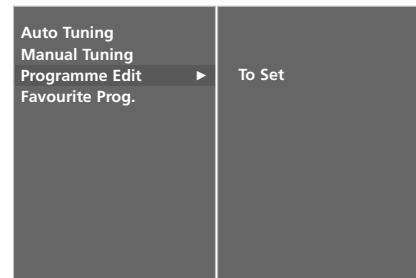 Auto Tuning
Manual Tuning
Programme Edit ► To Set
Favourite Prog.